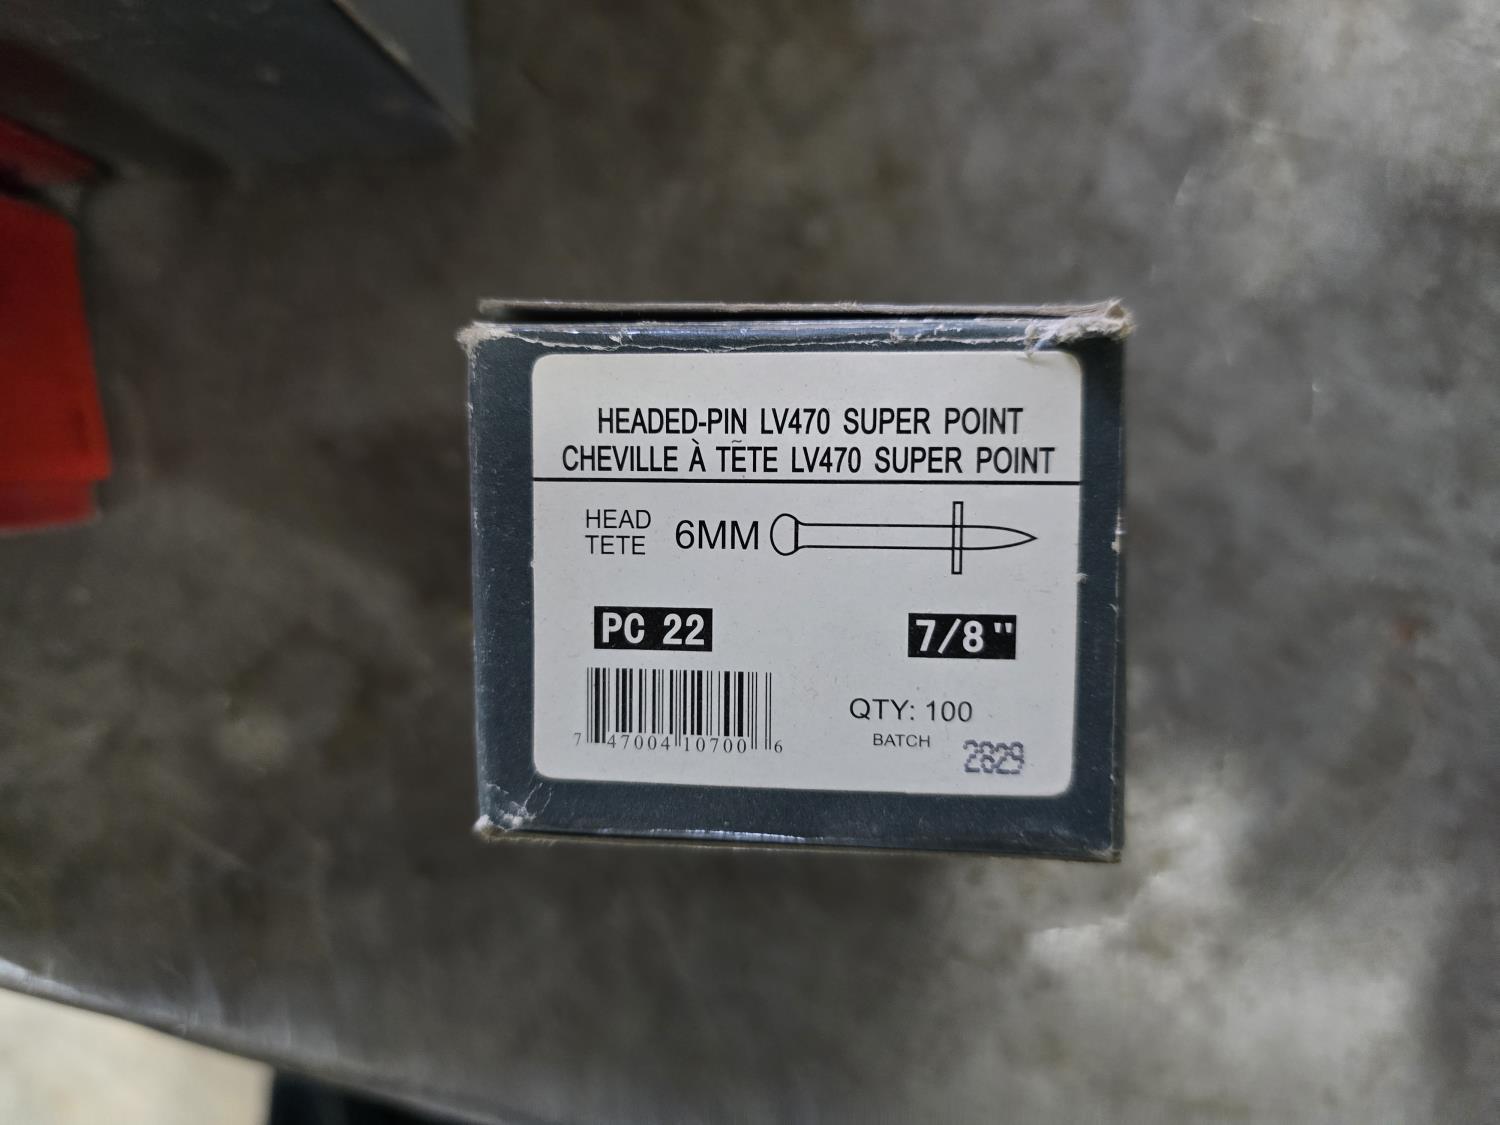 HEADED-PIN LV470 SUPER POINT
CHEVILLE À TẼTE LV470 SUPER POINT
HEAD
TETE
6MM
PC 22
7/8"
7 47004 10700 6
QTY: 100
BATCH 2829